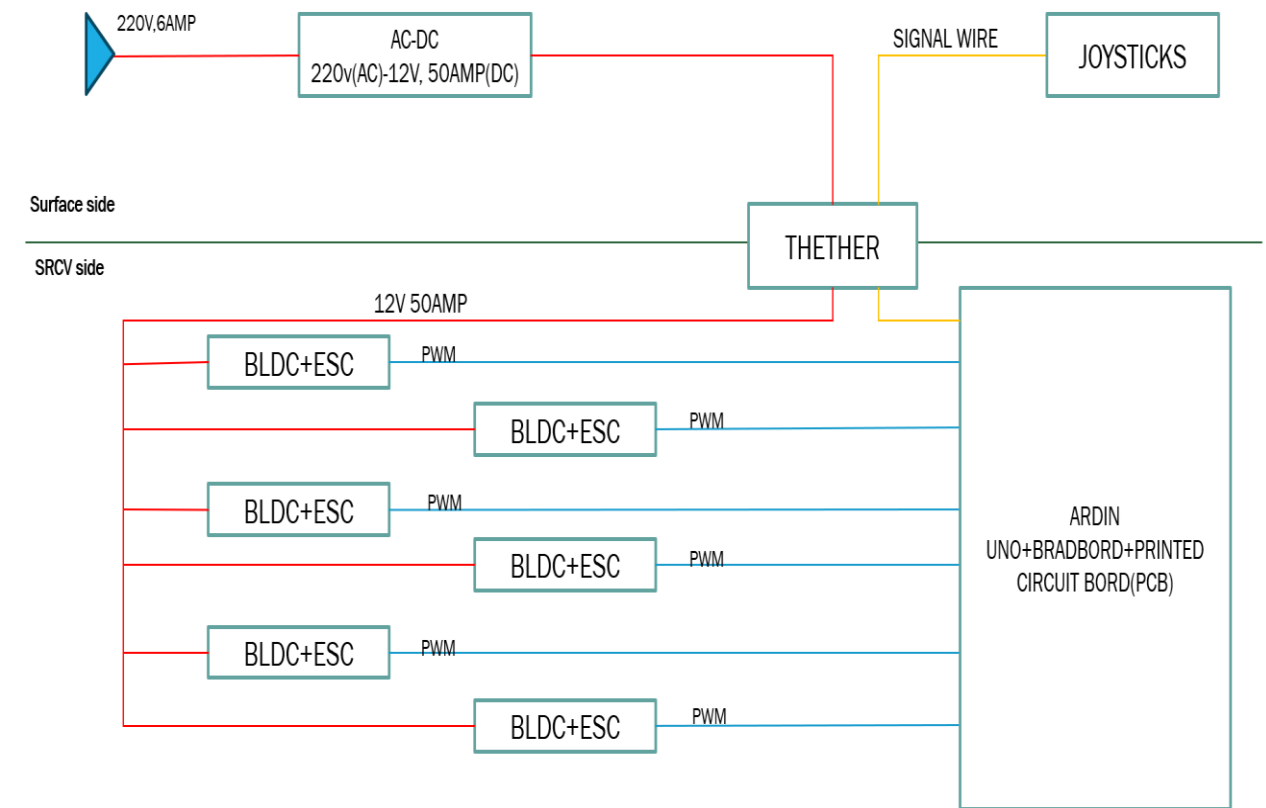 220V,6AMP
AC-DC
220v(AC)-12V, 50AMP(DC)
SIGNAL WIRE
JOYSTICKS
Surface side
THETHER
SRCV side
12V 50AMP
BLDC+ESC
PWM
BLDC+ESC
PWM
BLDC+ESC
PWM
BLDC+ESC
PWM
BLDC+ESC
PWM
BLDC+ESC
PWM
ARDIN
UNO+BRADBORD+PRINTED
CIRCUIT BORD(PCB)